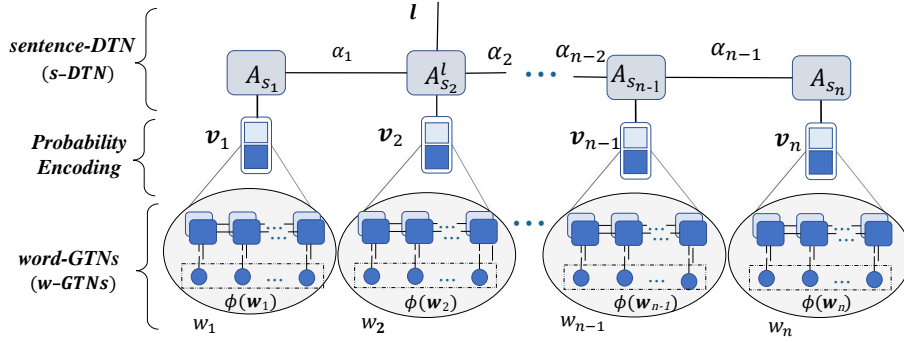 l
sentence-DTN
(s-DTN)
α₁ α₂ ··· αₙ₋₂ αₙ₋₁
Aₛ₁ Aˡₛ₂ Aₛₙ₋₁ Aₛₙ
Probability
Encoding
v₁ v₂ vₙ₋₁ vₙ
word-GTNs
(w-GTNs)
ϕ(w₁) ϕ(w₂) ϕ(wₙ₋₁) ϕ(wₙ)
w₁ w₂ wₙ₋₁ wₙ